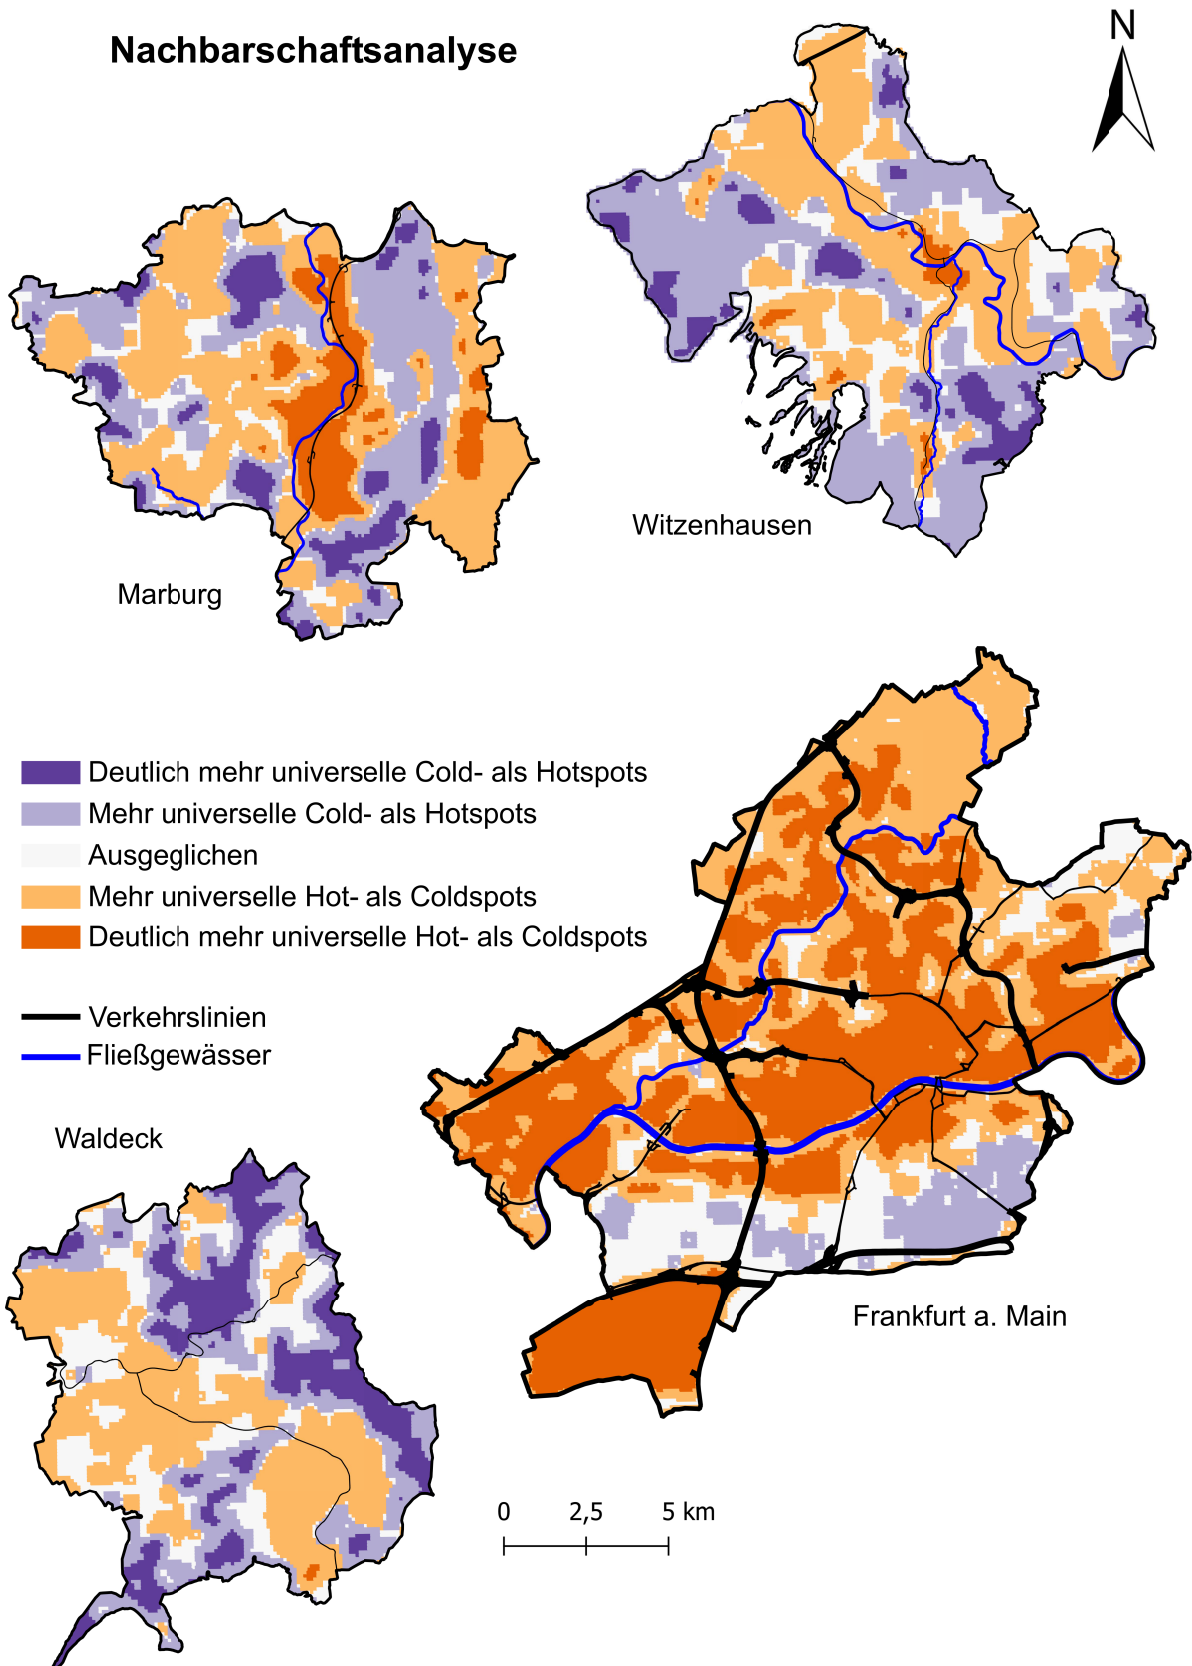 Nachbarschaftsanalyse
N
Witzenhausen
Marburg
Deutlich mehr universelle Cold- als Hotspots
Mehr universelle Cold- als Hotspots
Ausgeglichen
Mehr universelle Hot- als Coldspots
Deutlich mehr universelle Hot- als Coldspots
Verkehrslinien
Fließgewässer
Waldeck
Frankfurt a. Main
0 2,5 5 km